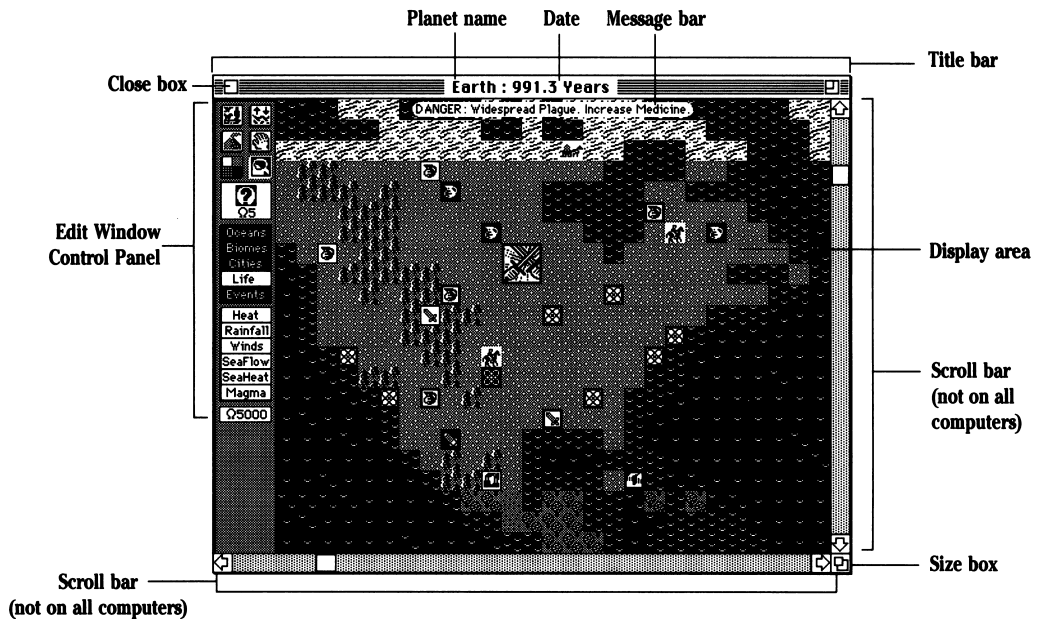 Planet name
Date
Message bar
Title bar
Close box
Earth : 991.3 Years
DANGER: Widespread Plague. Increase Medicine.
Ω5
Edit Window
Control Panel
Oceans
Biomes
Cities
Life
Events
Heat
Rainfall
Winds
SeaFlow
SeaHeat
Magma
Ω5000
Display area
Scroll bar
(not on all
computers)
Size box
Scroll bar
(not on all computers)